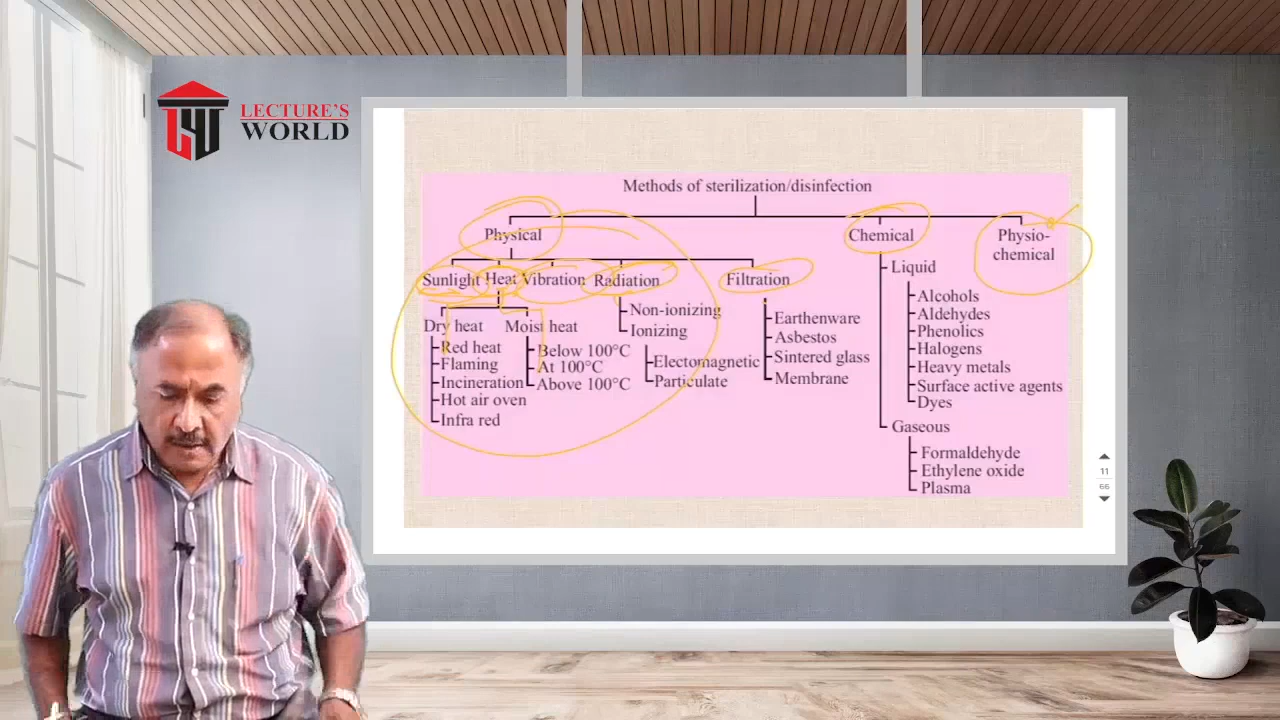 LECTURE'S
WORLD
Methods of sterilization/disinfection
Physical
Chemical
Physio-
chemical
Sunlight Heat Vibration Radiation
Filtration
Dry heat
Red heat
Flaming
Incineration
Hot air oven
Infra red
Moist heat
Below 100°C
At 100°C
Above 100°C
Non-ionizing
Ionizing
Electomagnetic
Particulate
Earthenware
Asbestos
Sintered glass
Membrane
Liquid
Alcohols
Aldehydes
Phenolics
Halogens
Heavy metals
Surface active agents
Dyes
Gaseous
Formaldehyde
Ethylene oxide
Plasma
11
66